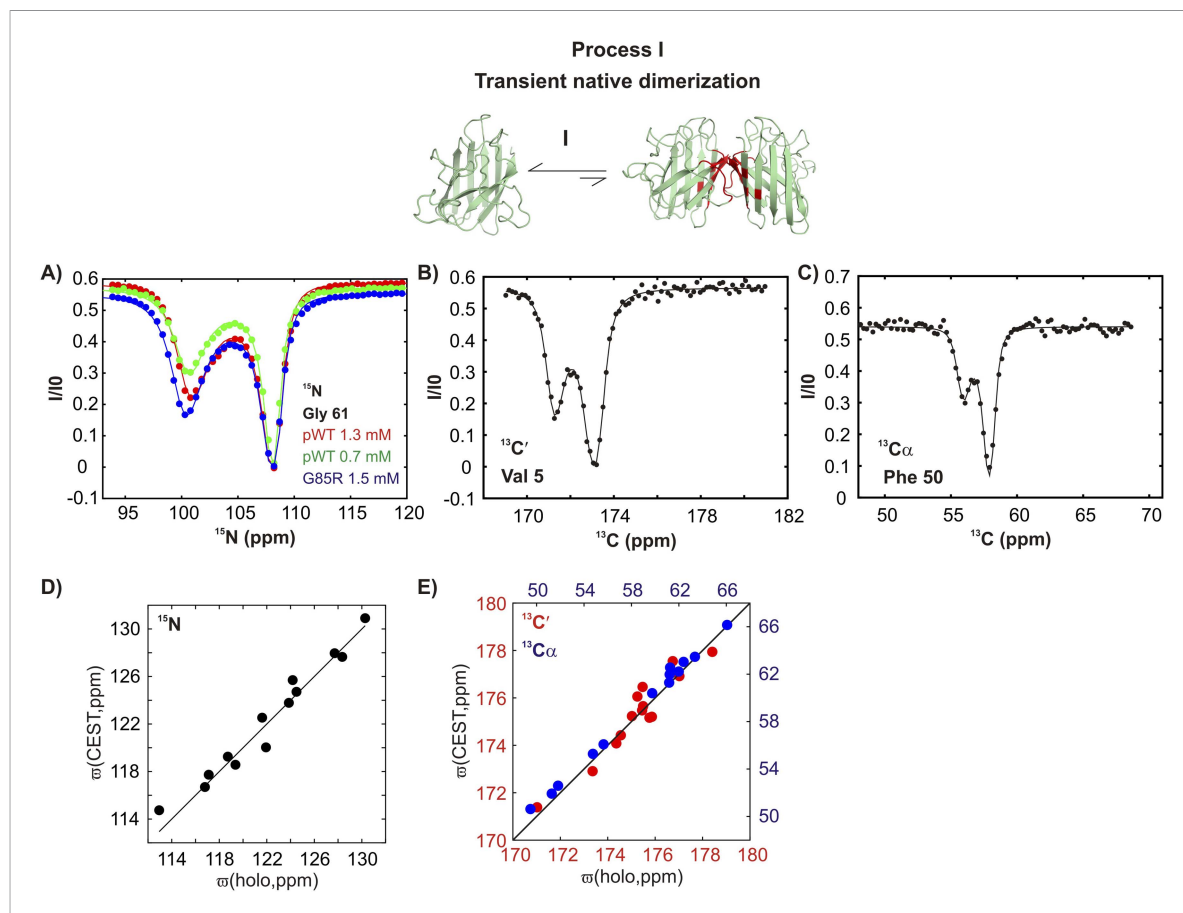 Process I
Transient native dimerization
I
A)
0.6
0.5
0.4
0.3
0.2
0.1
0
-0.1
I/I0
15N
Gly 61
pWT 1.3 mM
pWT 0.7 mM
G85R 1.5 mM
95 100 105 110 115 120
15N (ppm)
B)
0.6
0.5
0.4
0.3
0.2
0.1
0
-0.1
I/I0
13C′
Val 5
170 174 178 182
13C (ppm)
C)
0.6
0.5
0.4
0.3
0.2
0.1
0
I/I0
13Cα
Phe 50
50 55 60 65 70
13C (ppm)
D)
15N
130
126
122
118
114
ϖ(CEST,ppm)
114 118 122 126 130
ϖ(holo,ppm)
E)
50 54 58 62 66
13C′
13Cα
180
178
176
174
172
170
ϖ(CEST,ppm)
66
62
58
54
50
170 172 174 176 178 180
ϖ(holo,ppm)